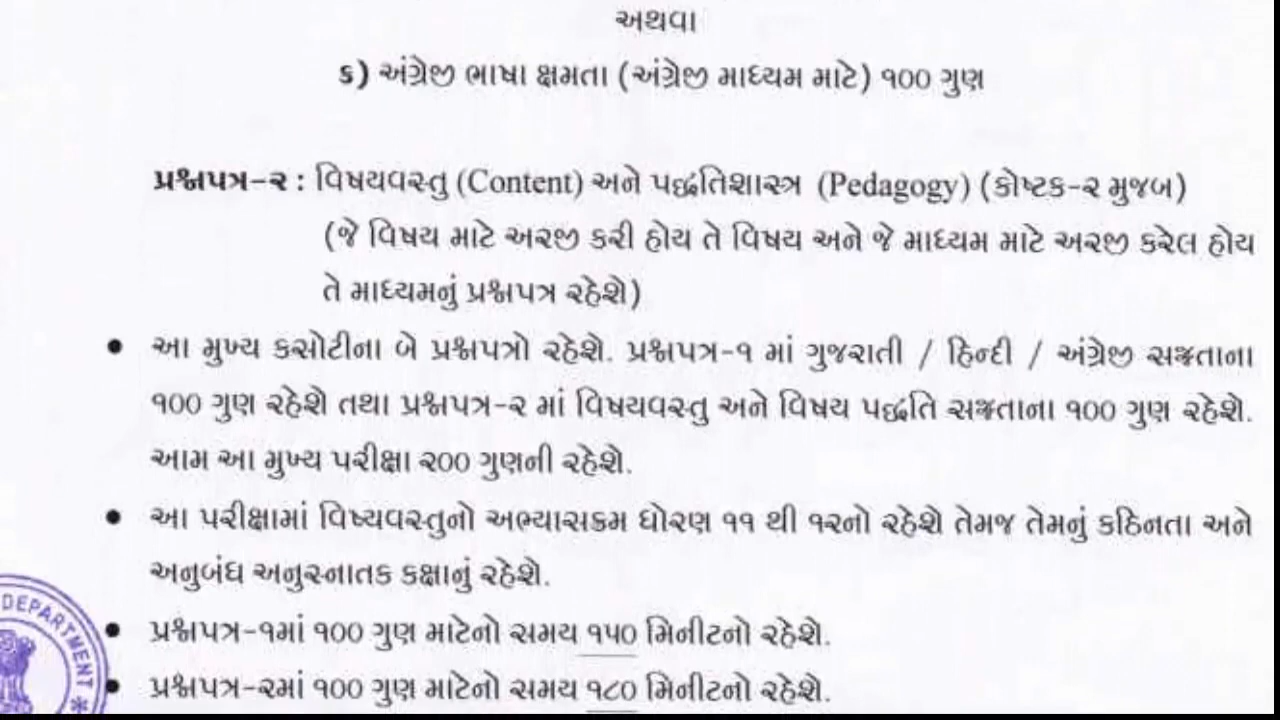 અથવા
ક) અંગ્રેજી ભાષા ક્ષમતા (અંગ્રેજી માધ્યમ માટે) ૧૦૦ ગુણ
પ્રશ્નપત્ર-૨ : વિષયવસ્તુ (Content) અને પદ્ધતિશાસ્ત્ર (Pedagogy) (કોષ્ટક-૨ મુજબ)
(જે વિષય માટે અરજી કરી હોય તે વિષય અને જે માધ્યમ માટે અરજી કરેલ હોય
તે માધ્યમનું પ્રશ્નપત્ર રહેશે)
• આ મુખ્ય કસોટીના બે પ્રશ્નપત્રો રહેશે. પ્રશ્નપત્ર-૧ માં ગુજરાતી / હિન્દી / અંગ્રેજી સજ્જતાના
૧૦૦ ગુણ રહેશે તથા પ્રશ્નપત્ર-૨ માં વિષયવસ્તુ અને વિષય પદ્ધતિ સજ્જતાના ૧૦૦ ગુણ રહેશે.
આમ આ મુખ્ય પરીક્ષા ૨૦૦ ગુણની રહેશે.
• આ પરીક્ષામાં વિષ્યવસ્તુનો અભ્યાસક્રમ ધોરણ ૧૧ થી ૧૨નો રહેશે તેમજ તેમનું કઠિનતા અને
અનુબંધ અનુસ્નાતક કક્ષાનું રહેશે.
• પ્રશ્નપત્ર-૧માં ૧૦૦ ગુણ માટેનો સમય ૧૫૦ મિનીટનો રહેશે.
• પ્રશ્નપત્ર-૨માં ૧૦૦ ગુણ માટેનો સમય ૧૮૦ મિનીટનો રહેશે.
DEPARTMENT *